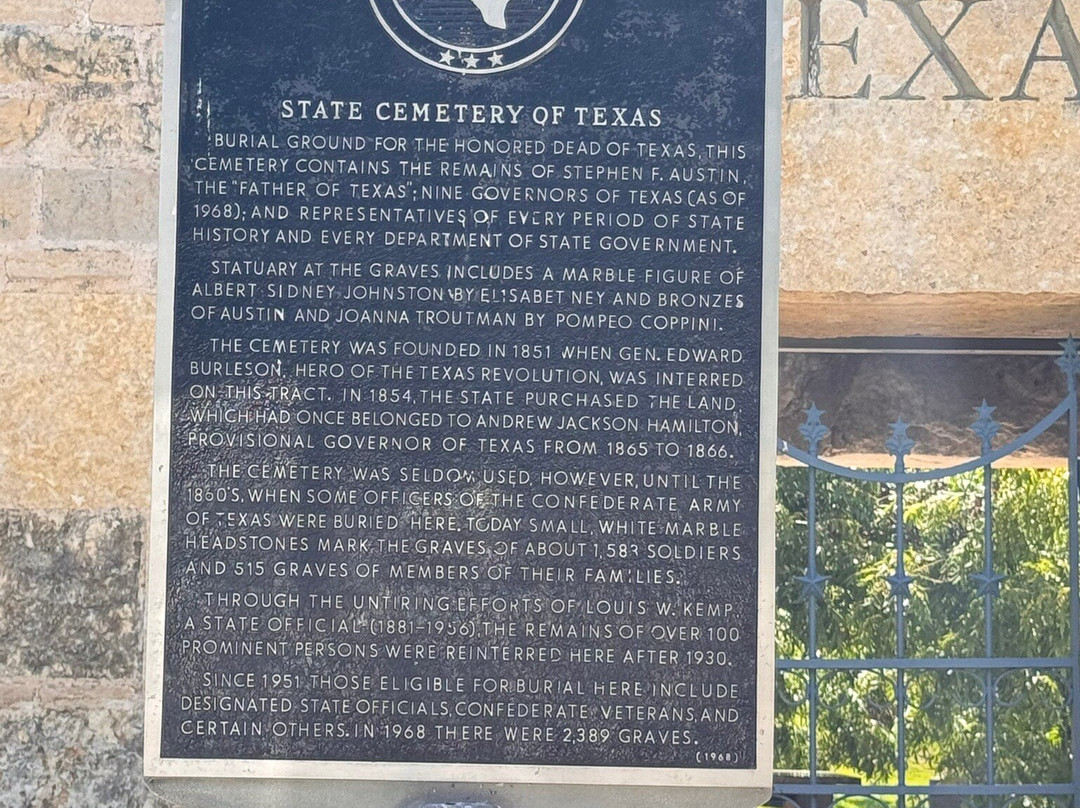 EXA
STATE CEMETERY OF TEXAS
BURIAL GROUND FOR THE HONORED DEAD OF TEXAS, THIS
CEMETERY CONTAINS THE REMAINS OF STEPHEN F. AUSTIN,
THE "FATHER OF TEXAS"; NINE GOVERNORS OF TEXAS (AS OF
1968); AND REPRESENTATIVES OF EVERY PERIOD OF STATE
HISTORY AND EVERY DEPARTMENT OF STATE GOVERNMENT.
STATUARY AT THE GRAVES INCLUDES A MARBLE FIGURE OF
ALBERT SIDNEY JOHNSTON BY ELISABET NEY AND BRONZES
OF AUSTIN AND JOANNA TROUTMAN BY POMPEO COPPINI.
THE CEMETERY WAS FOUNDED IN 1851 WHEN GEN. EDWARD
BURLESON, HERO OF THE TEXAS REVOLUTION, WAS INTERRED
ON THIS TRACT. IN 1854, THE STATE PURCHASED THE LAND,
WHICH HAD ONCE BELONGED TO ANDREW JACKSON HAMILTON,
PROVISIONAL GOVERNOR OF TEXAS FROM 1865 TO 1866.
THE CEMETERY WAS SELDOM USED, HOWEVER, UNTIL THE
1860'S, WHEN SOME OFFICERS OF THE CONFEDERATE ARMY
OF TEXAS WERE BURIED HERE. TODAY SMALL, WHITE MARBLE
HEADSTONES MARK THE GRAVES OF ABOUT 1,583 SOLDIERS
AND 515 GRAVES OF MEMBERS OF THEIR FAMILIES.
THROUGH THE UNTIRING EFFORTS OF LOUIS W. KEMP,
A STATE OFFICIAL (1881-1956), THE REMAINS OF OVER 100
PROMINENT PERSONS WERE REINTERRED HERE AFTER 1930.
SINCE 1951 THOSE ELIGIBLE FOR BURIAL HERE INCLUDE
DESIGNATED STATE OFFICIALS, CONFEDERATE VETERANS, AND
CERTAIN OTHERS. IN 1968 THERE WERE 2,389 GRAVES.
(1968)